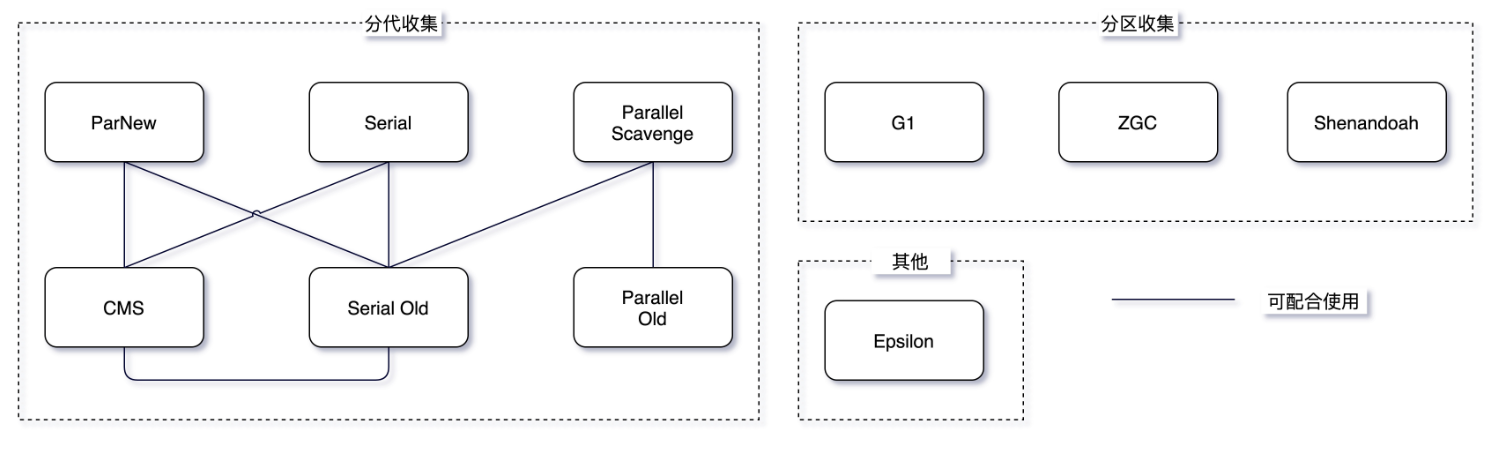 分代收集
ParNew
Serial
Parallel
Scavenge
CMS
Serial Old
Parallel
Old
分区收集
G1
ZGC
Shenandoah
其他
Epsilon
可配合使用